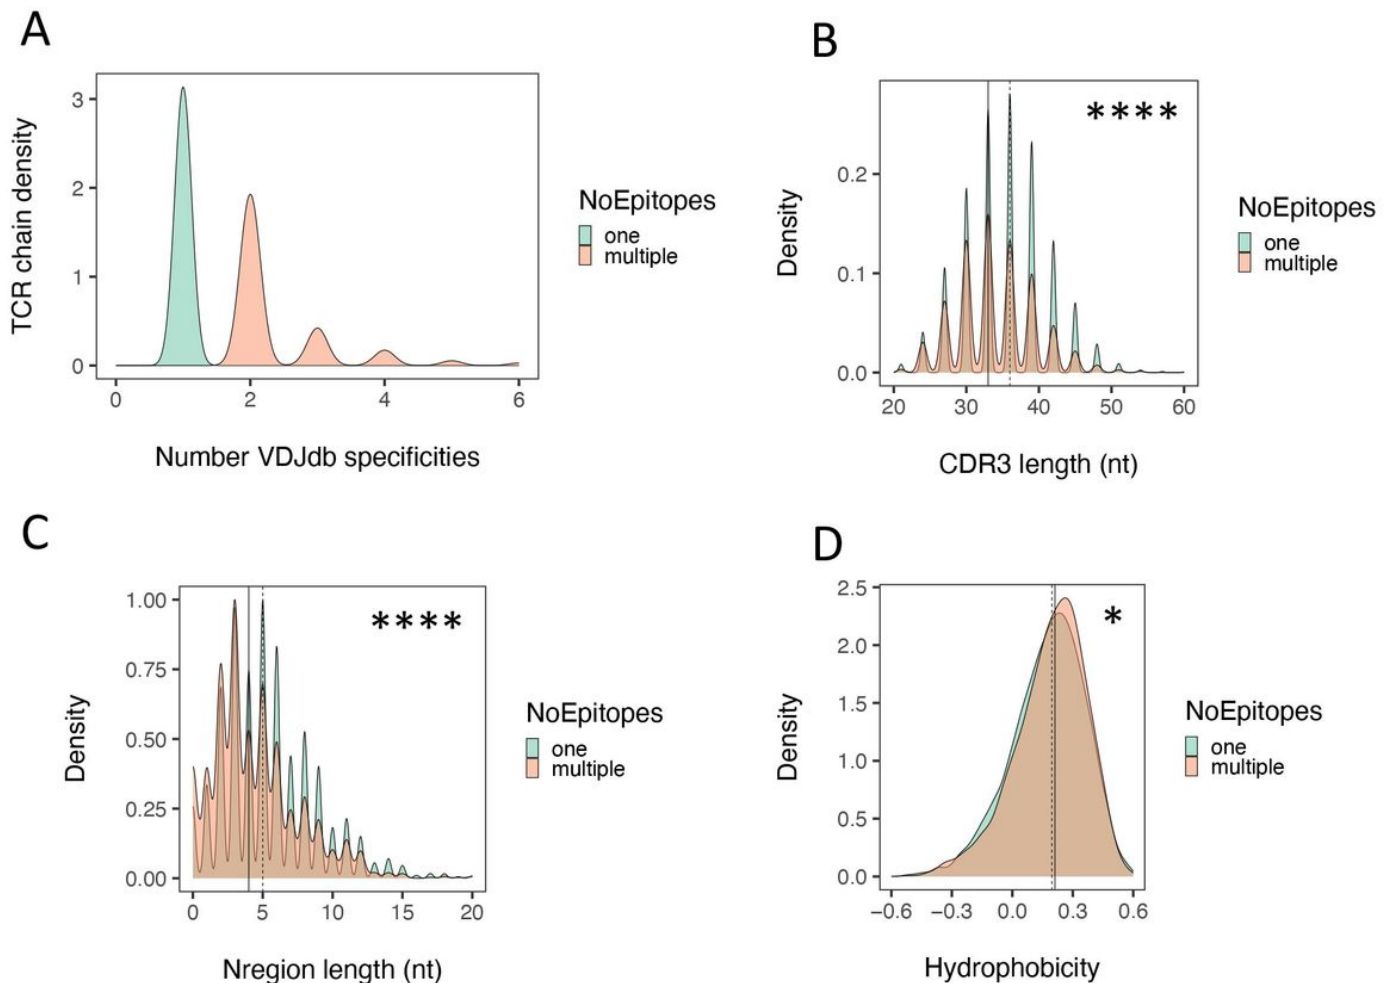 A
TCR chain density
3
2
1
0
0 2 4 6
Number VDJdb specificities
NoEpitopes
one
multiple
B
Density
0.2
0.1
0.0
20 30 40 50 60
CDR3 length (nt)
****
NoEpitopes
one
multiple
C
Density
1.00
0.75
0.50
0.25
0.00
0 5 10 15 20
Nregion length (nt)
****
NoEpitopes
one
multiple
D
Density
2.5
2.0
1.5
1.0
0.5
0.0
−0.6 −0.3 0.0 0.3 0.6
Hydrophobicity
*
NoEpitopes
one
multiple